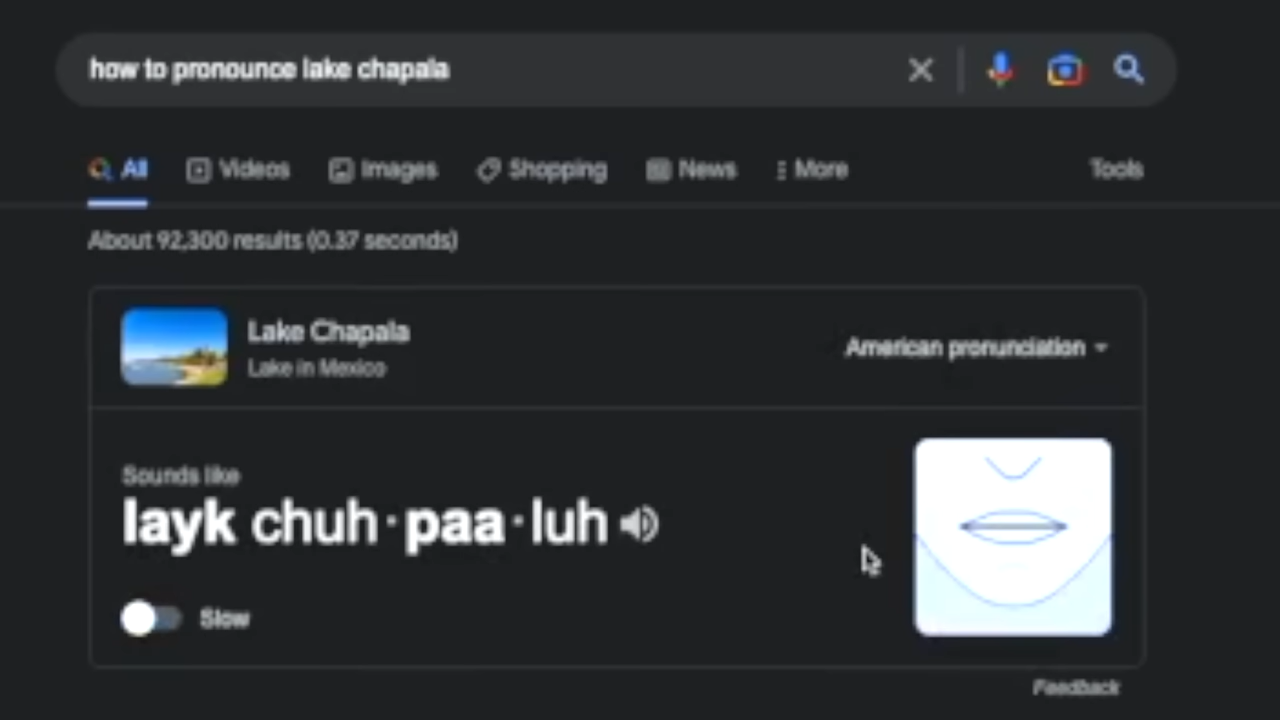 how to pronounce lake chapala
All Videos Images Shopping News More Tools
About 92,300 results (0.37 seconds)
Lake Chapala
Lake in Mexico
American pronunciation
Sounds like
layk chuh·paa·luh
Slow
Feedback